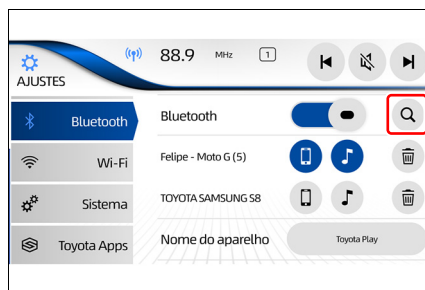 88.9 MHz 1
AJUSTES
Bluetooth
Wi-Fi
Sistema
Toyota Apps
Bluetooth
Felipe - Moto G (5)
TOYOTA SAMSUNG S8
Nome do aparelho
Toyota Play